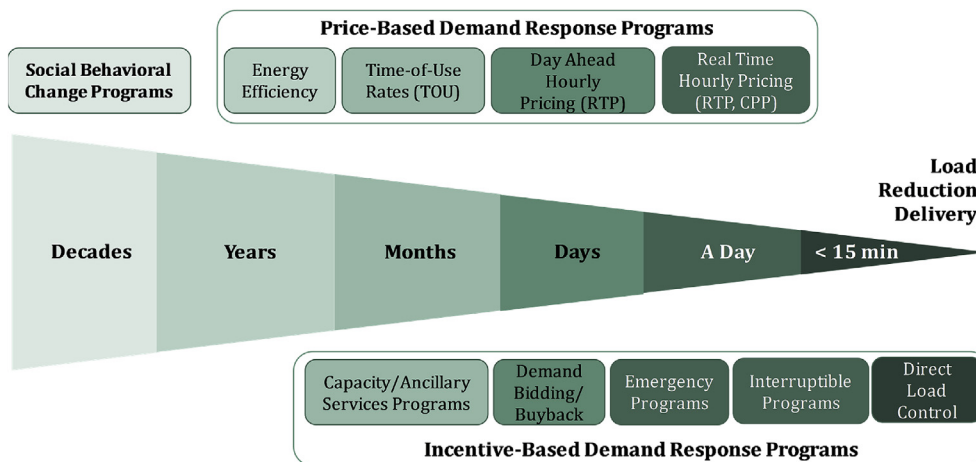 Price-Based Demand Response Programs
Social Behavioral
Change Programs
Energy
Efficiency
Time-of-Use
Rates (TOU)
Day Ahead
Hourly
Pricing (RTP)
Real Time
Hourly Pricing
(RTP, CPP)
Load
Reduction
Delivery
Decades
Years
Months
Days
A Day
< 15 min
Capacity/Ancillary
Services Programs
Demand
Bidding/
Buyback
Emergency
Programs
Interruptible
Programs
Direct
Load
Control
Incentive-Based Demand Response Programs